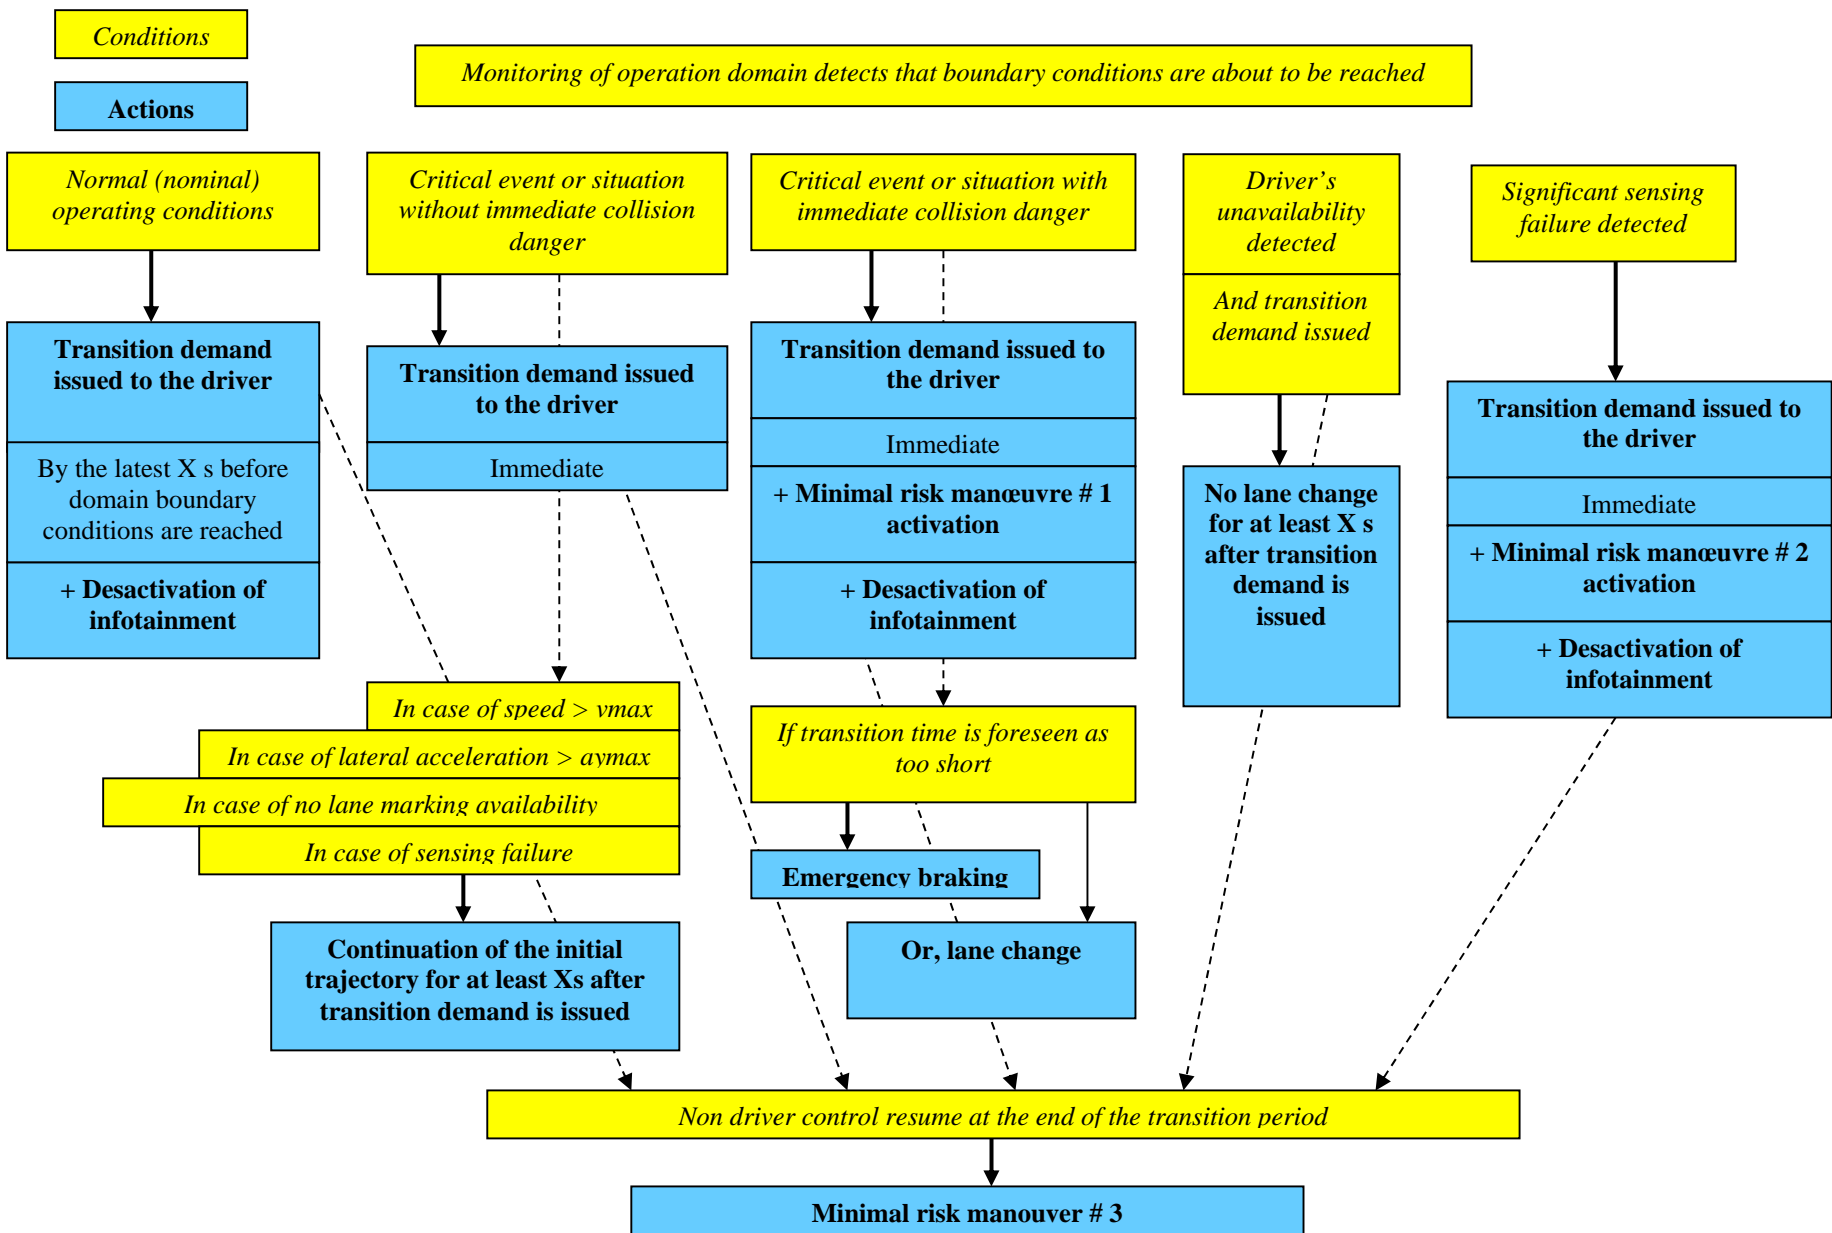 Conditions
Monitoring of operation domain detects that boundary conditions are about to be reached
Actions
Normal (nominal)
operating conditions
Critical event or situation
without immediate collision
danger
Critical event or situation with
immediate collision danger
Driver's
unavailability
detected
And transition
demand issued
Significant sensing
failure detected
Transition demand
issued to the driver
By the latest X s before
domain boundary
conditions are reached
+ Desactivation of
infotainment
Transition demand issued
to the driver
Immediate
Transition demand issued to
the driver
Immediate
+ Minimal risk manœuvre # 1
activation
+ Desactivation of
infotainment
No lane change
for at least X s
after transition
demand is
issued
Transition demand issued to
the driver
Immediate
+ Minimal risk manœuvre # 2
activation
+ Desactivation of
infotainment
In case of speed > vmax
In case of lateral acceleration > aymax
In case of no lane marking availability
In case of sensing failure
Continuation of the initial
trajectory for at least Xs after
transition demand is issued
If transition time is foreseen as
too short
Emergency braking
Or, lane change
Non driver control resume at the end of the transition period
Minimal risk manouver # 3